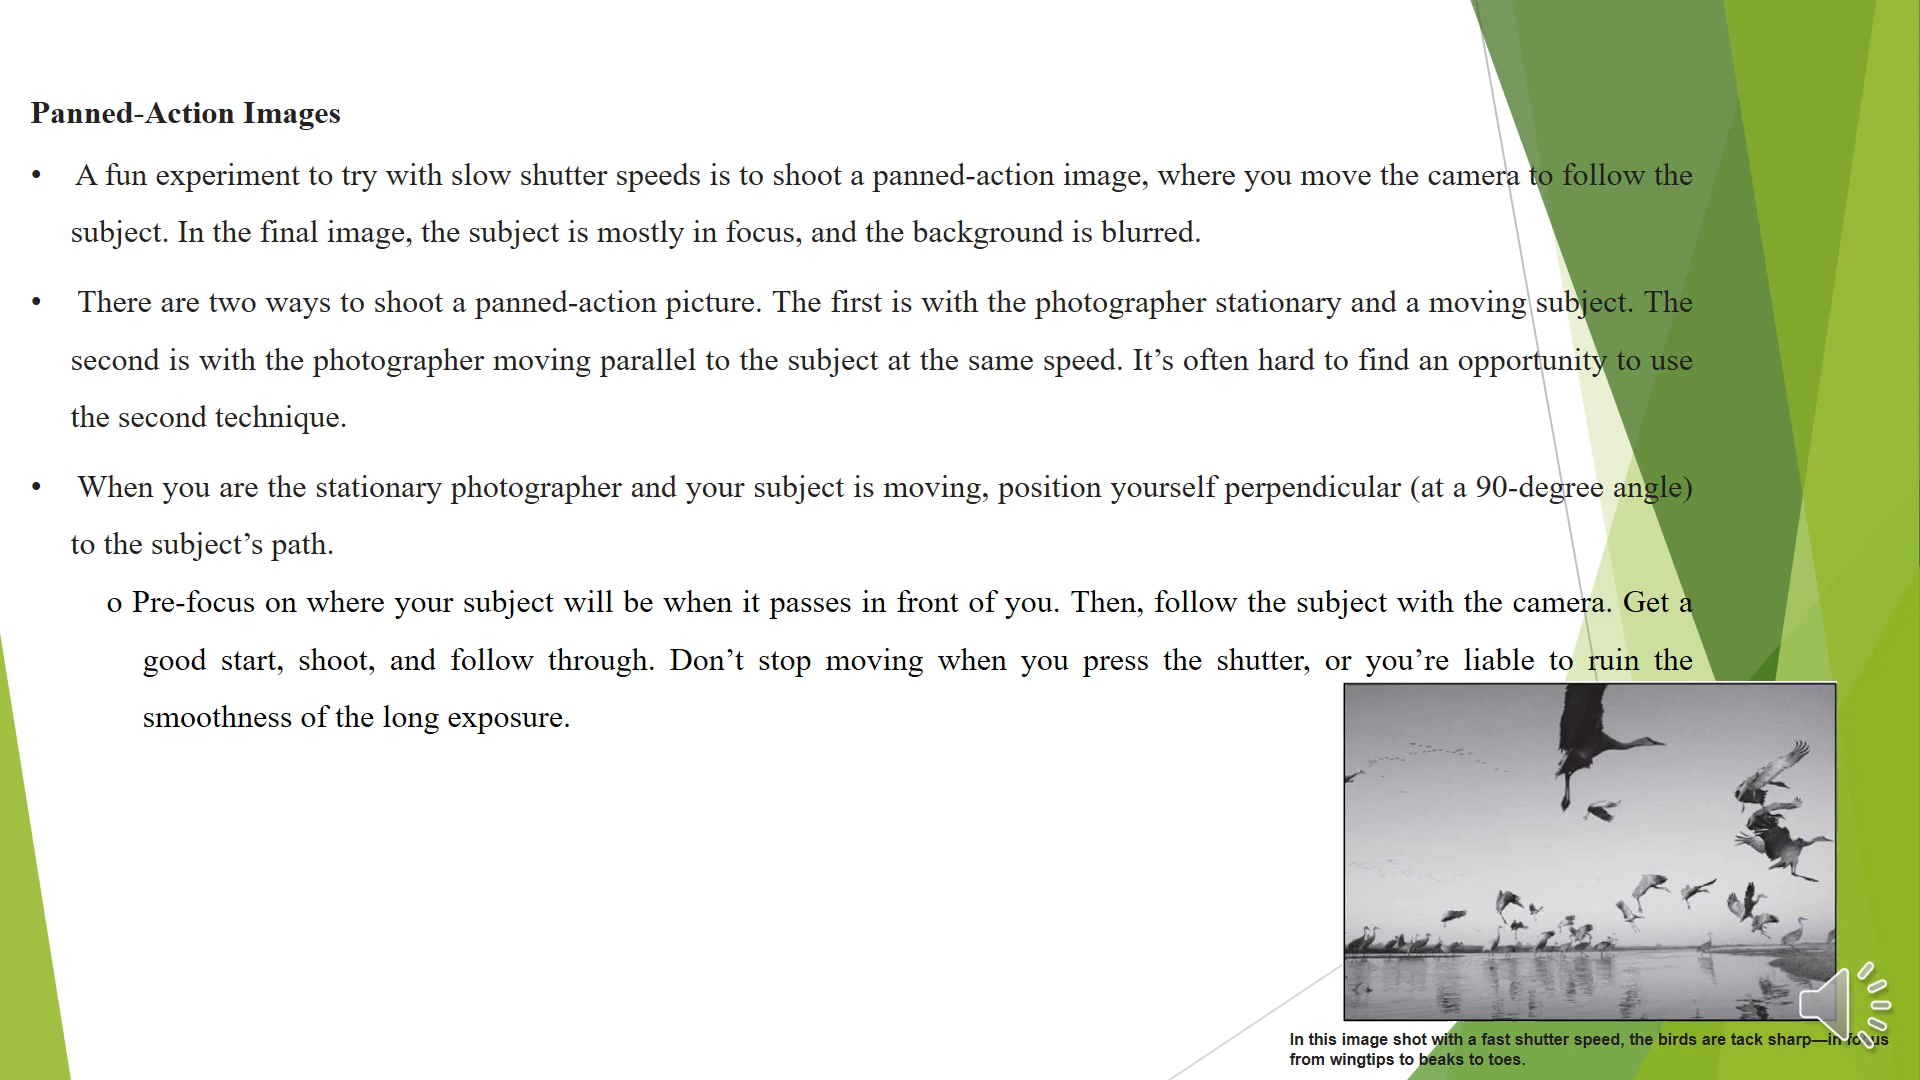 Panned-Action Images
• A fun experiment to try with slow shutter speeds is to shoot a panned-action image, where you move the camera to follow the
subject. In the final image, the subject is mostly in focus, and the background is blurred.
• There are two ways to shoot a panned-action picture. The first is with the photographer stationary and a moving subject. The
second is with the photographer moving parallel to the subject at the same speed. It’s often hard to find an opportunity to use
the second technique.
• When you are the stationary photographer and your subject is moving, position yourself perpendicular (at a 90-degree angle)
to the subject’s path.
o Pre-focus on where your subject will be when it passes in front of you. Then, follow the subject with the camera. Get a
good start, shoot, and follow through. Don’t stop moving when you press the shutter, or you’re liable to ruin the
smoothness of the long exposure.
In this image shot with a fast shutter speed, the birds are tack sharp—in focus
from wingtips to beaks to toes.